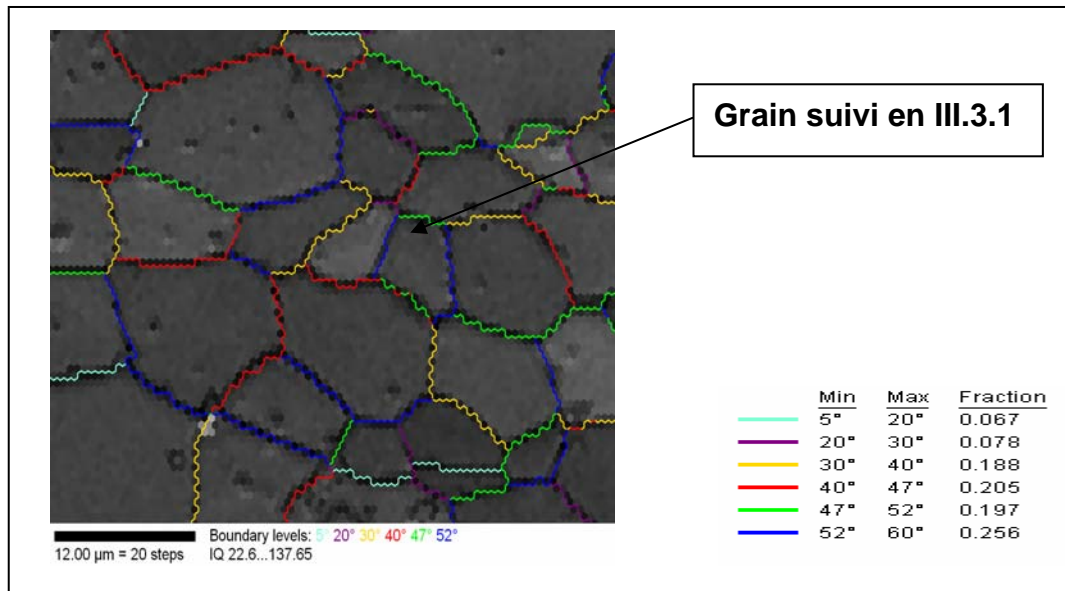 Grain suivi en III.3.1
Min Max Fraction
5° 20° 0.067
20° 30° 0.078
30° 40° 0.188
40° 47° 0.205
47° 52° 0.197
52° 60° 0.256
Boundary levels: 5° 20° 30° 40° 47° 52°
12.00 µm = 20 steps IQ 22.6...137.65